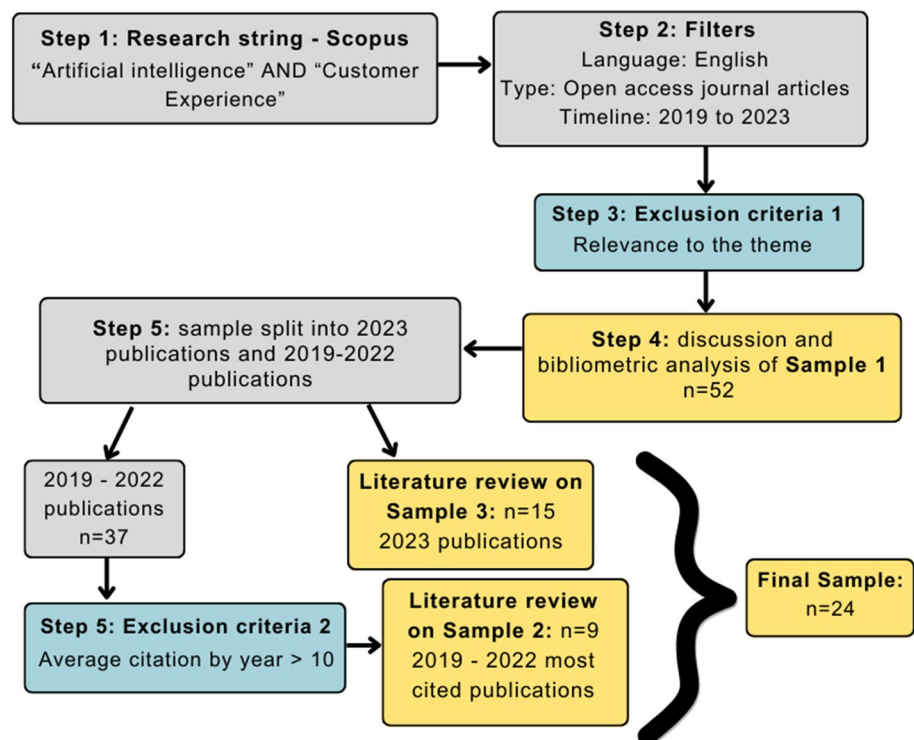 Step 1: Research string - Scopus
“Artificial intelligence” AND “Customer
Experience”
Step 2: Filters
Language: English
Type: Open access journal articles
Timeline: 2019 to 2023
Step 3: Exclusion criteria 1
Relevance to the theme
Step 4: discussion and
bibliometric analysis of Sample 1
n=52
Step 5: sample split into 2023
publications and 2019-2022
publications
2019 - 2022
publications
n=37
Literature review on
Sample 3: n=15
2023 publications
Step 5: Exclusion criteria 2
Average citation by year > 10
Literature review
on Sample 2: n=9
2019 - 2022 most
cited publications
Final Sample:
n=24